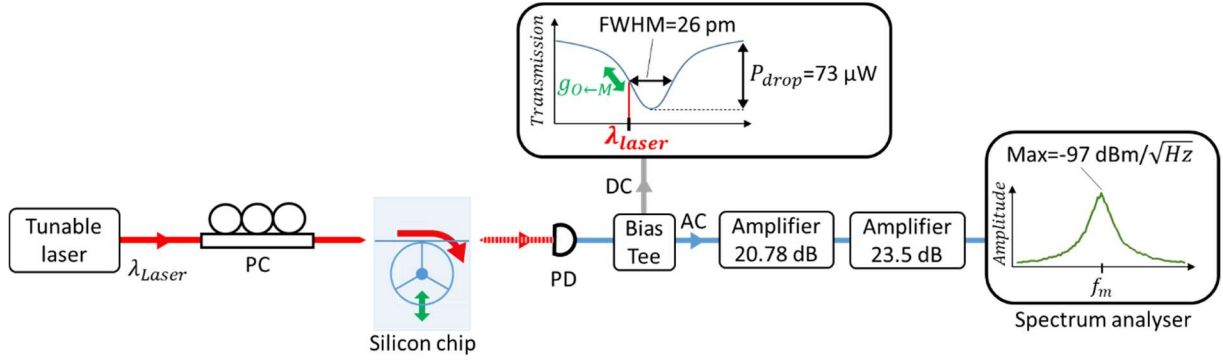 FWHM=26 pm
Transmission
g_{O←M}
P_{drop}=73 μW
λ_{laser}
Max=-97 dBm/√Hz
DC
Tunable
laser
λ_{Laser}
PC
Silicon chip
PD
Bias
Tee
AC
Amplifier
20.78 dB
Amplifier
23.5 dB
Amplitude
f_m
Spectrum analyser